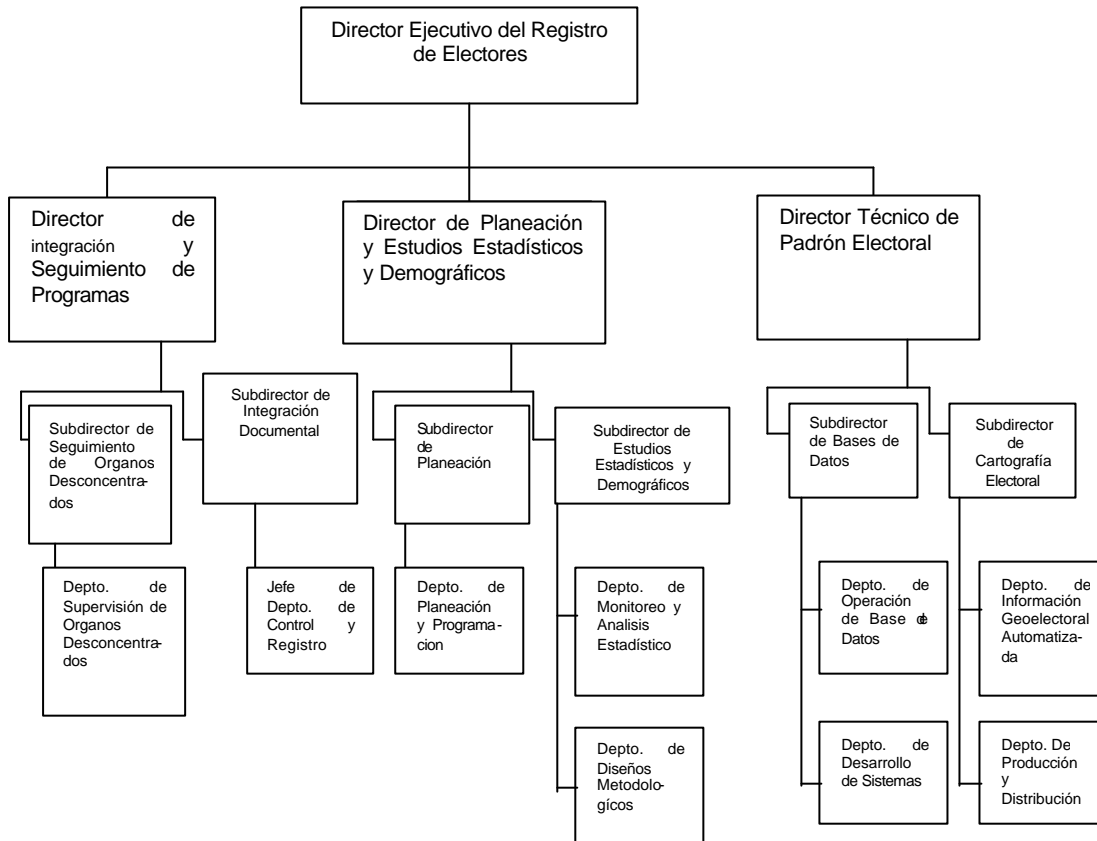 Director Ejecutivo del Registro
de Electores
Director de
integración y
Seguimiento de
Programas
Director de Planeación
y Estudios Estadísticos
y Demográficos
Director Técnico de
Padrón Electoral
Subdirector de
Seguimiento
de Organos
Desconcentra-
dos
Subdirector de
Integración
Documental
Subdirector
de
Planeación
Subdirector de
Estudios
Estadísticos y
Demográficos
Subdirector
de Bases de
Datos
Subdirector
de
Cartografía
Electoral
Depto. de
Supervisión de
Organos
Desconcentra-
dos
Jefe de
Depto. de
Control y
Registro
Depto. de
Planeación
y Programa-
cion
Depto. de
Monitoreo y
Analisis
Estadístico
Depto. de
Operación
de Base de
Datos
Depto. de
Información
Geoelectoral
Automatiza-
da
Depto. de
Diseños
Metodolo-
gícos
Depto. de
Desarrollo
de Sistemas
Depto. De
Producción
y
Distribución